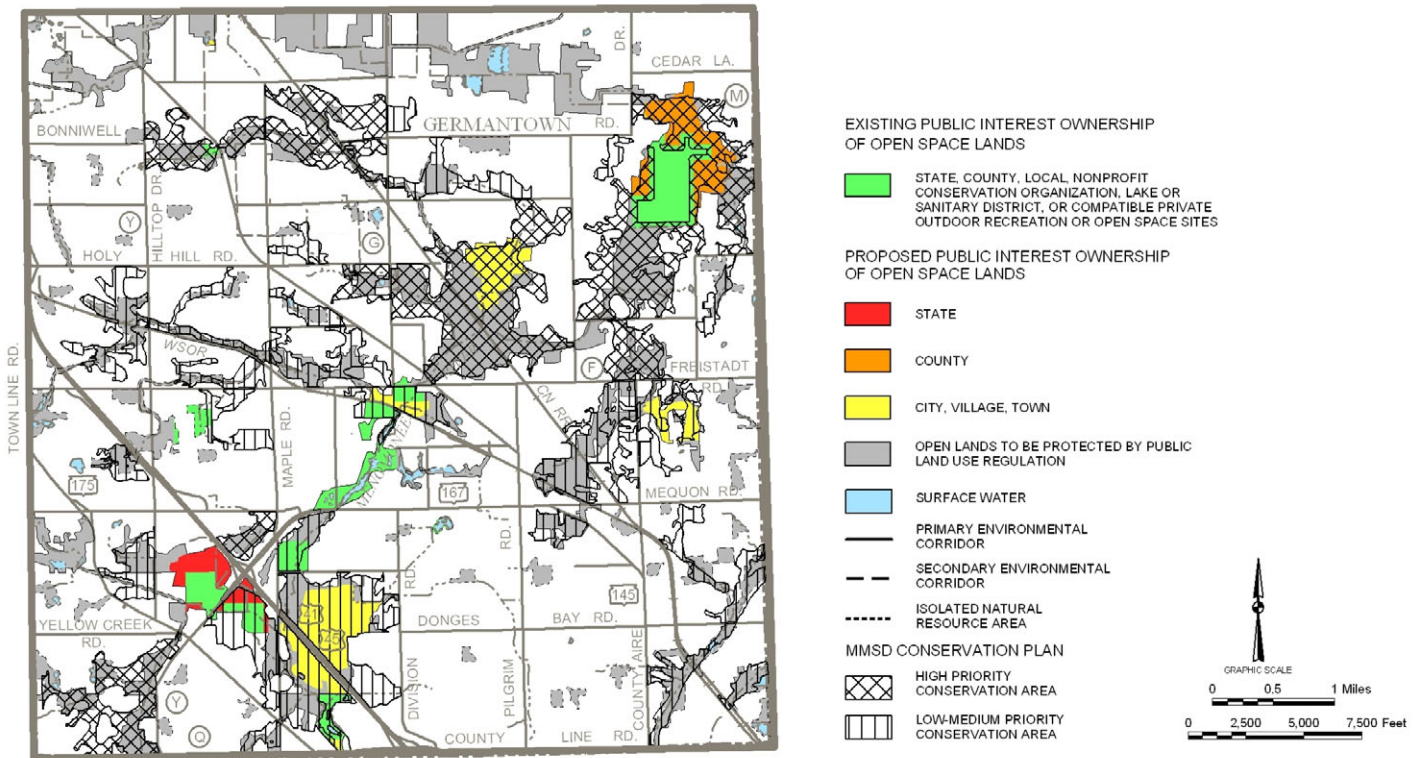 DR.
CEDAR LA.
M
BONNIWELL
GERMANTOWN
RD.
HILLTOP DR.
Y
G
HOLY
HILL RD.
WSOR
TOWN LINE RD.
F
FREISTADT
RD.
CN RR
MAPLE RD.
175
167
MEQUON RD.
RD.
RD.
41
45
145
YELLOW CREEK
RD.
DONGES
BAY RD.
DIVISION
PILGRIM
COUNTY AIRE
Y
Q
COUNTY
LINE RD.
EXISTING PUBLIC INTEREST OWNERSHIP
OF OPEN SPACE LANDS
STATE, COUNTY, LOCAL, NONPROFIT
CONSERVATION ORGANIZATION, LAKE OR
SANITARY DISTRICT, OR COMPATIBLE PRIVATE
OUTDOOR RECREATION OR OPEN SPACE SITES
PROPOSED PUBLIC INTEREST OWNERSHIP
OF OPEN SPACE LANDS
STATE
COUNTY
CITY, VILLAGE, TOWN
OPEN LANDS TO BE PROTECTED BY PUBLIC
LAND USE REGULATION
SURFACE WATER
PRIMARY ENVIRONMENTAL
CORRIDOR
SECONDARY ENVIRONMENTAL
CORRIDOR
ISOLATED NATURAL
RESOURCE AREA
MMSD CONSERVATION PLAN
HIGH PRIORITY
CONSERVATION AREA
LOW-MEDIUM PRIORITY
CONSERVATION AREA
GRAPHIC SCALE
0 0.5 1 Miles
0 2,500 5,000 7,500 Feet